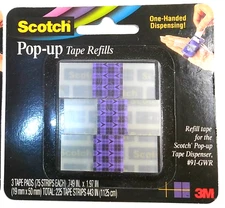 Scotch
One-Handed
Dispensing!
Pop-up Tape Refills
Refill tape
for the
Scotch Pop-up
Tape Dispenser,
#91-GWR
3 TAPE PADS (75 STRIPS EACH) .749 IN. x 1.97 IN.
(19 mm x 50 mm) TOTAL: 225 TAPE STRIPS 443 IN (1125 cm)
3M